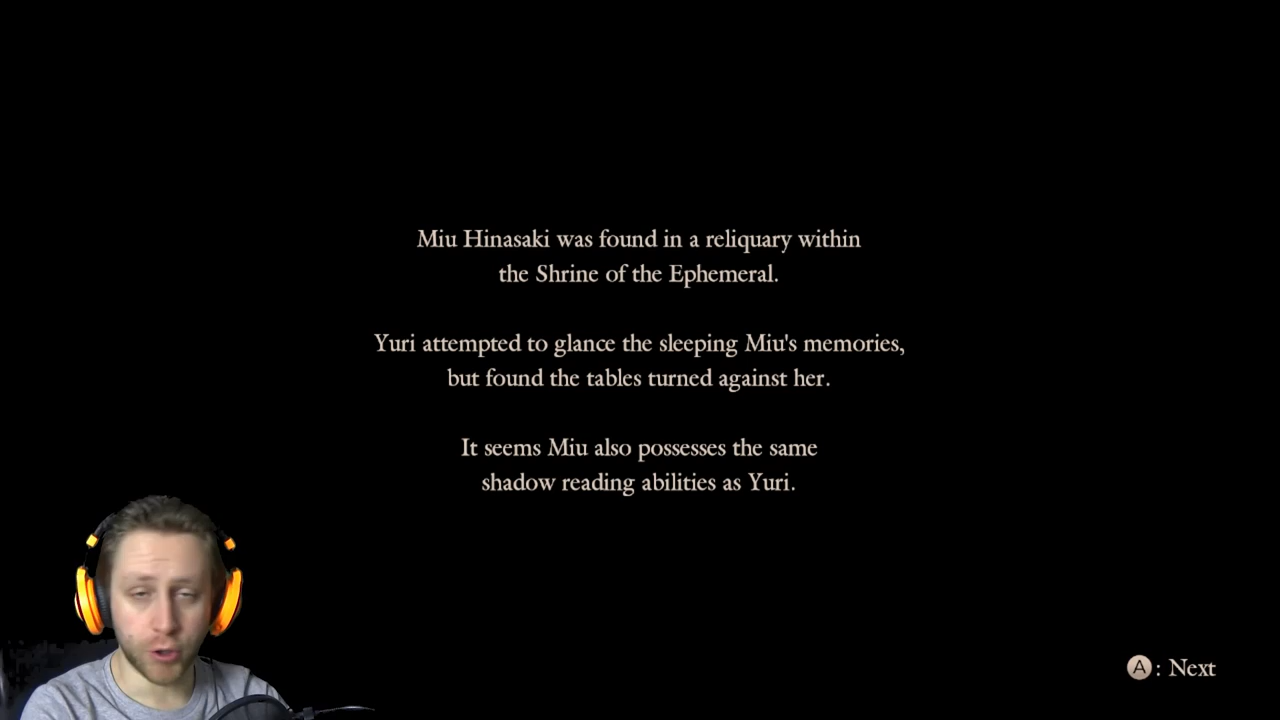 Miu Hinasaki was found in a reliquary within
the Shrine of the Ephemeral.
Yuri attempted to glance the sleeping Miu's memories,
but found the tables turned against her.
It seems Miu also possesses the same
shadow reading abilities as Yuri.
A : Next